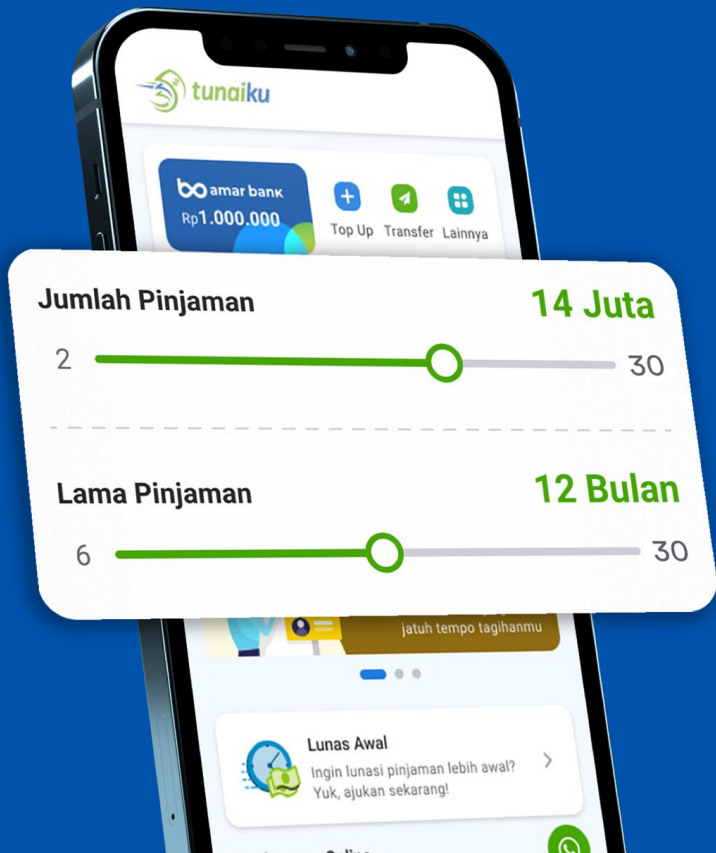 tunaiku
amar bank
Rp1.000.000
Top Up
Transfer
Lainnya
Jumlah Pinjaman
14 Juta
2
30
Lama Pinjaman
12 Bulan
6
30
jatuh tempo tagihanmu
Lunas Awal
Ingin lunasi pinjaman lebih awal?
Yuk, ajukan sekarang!